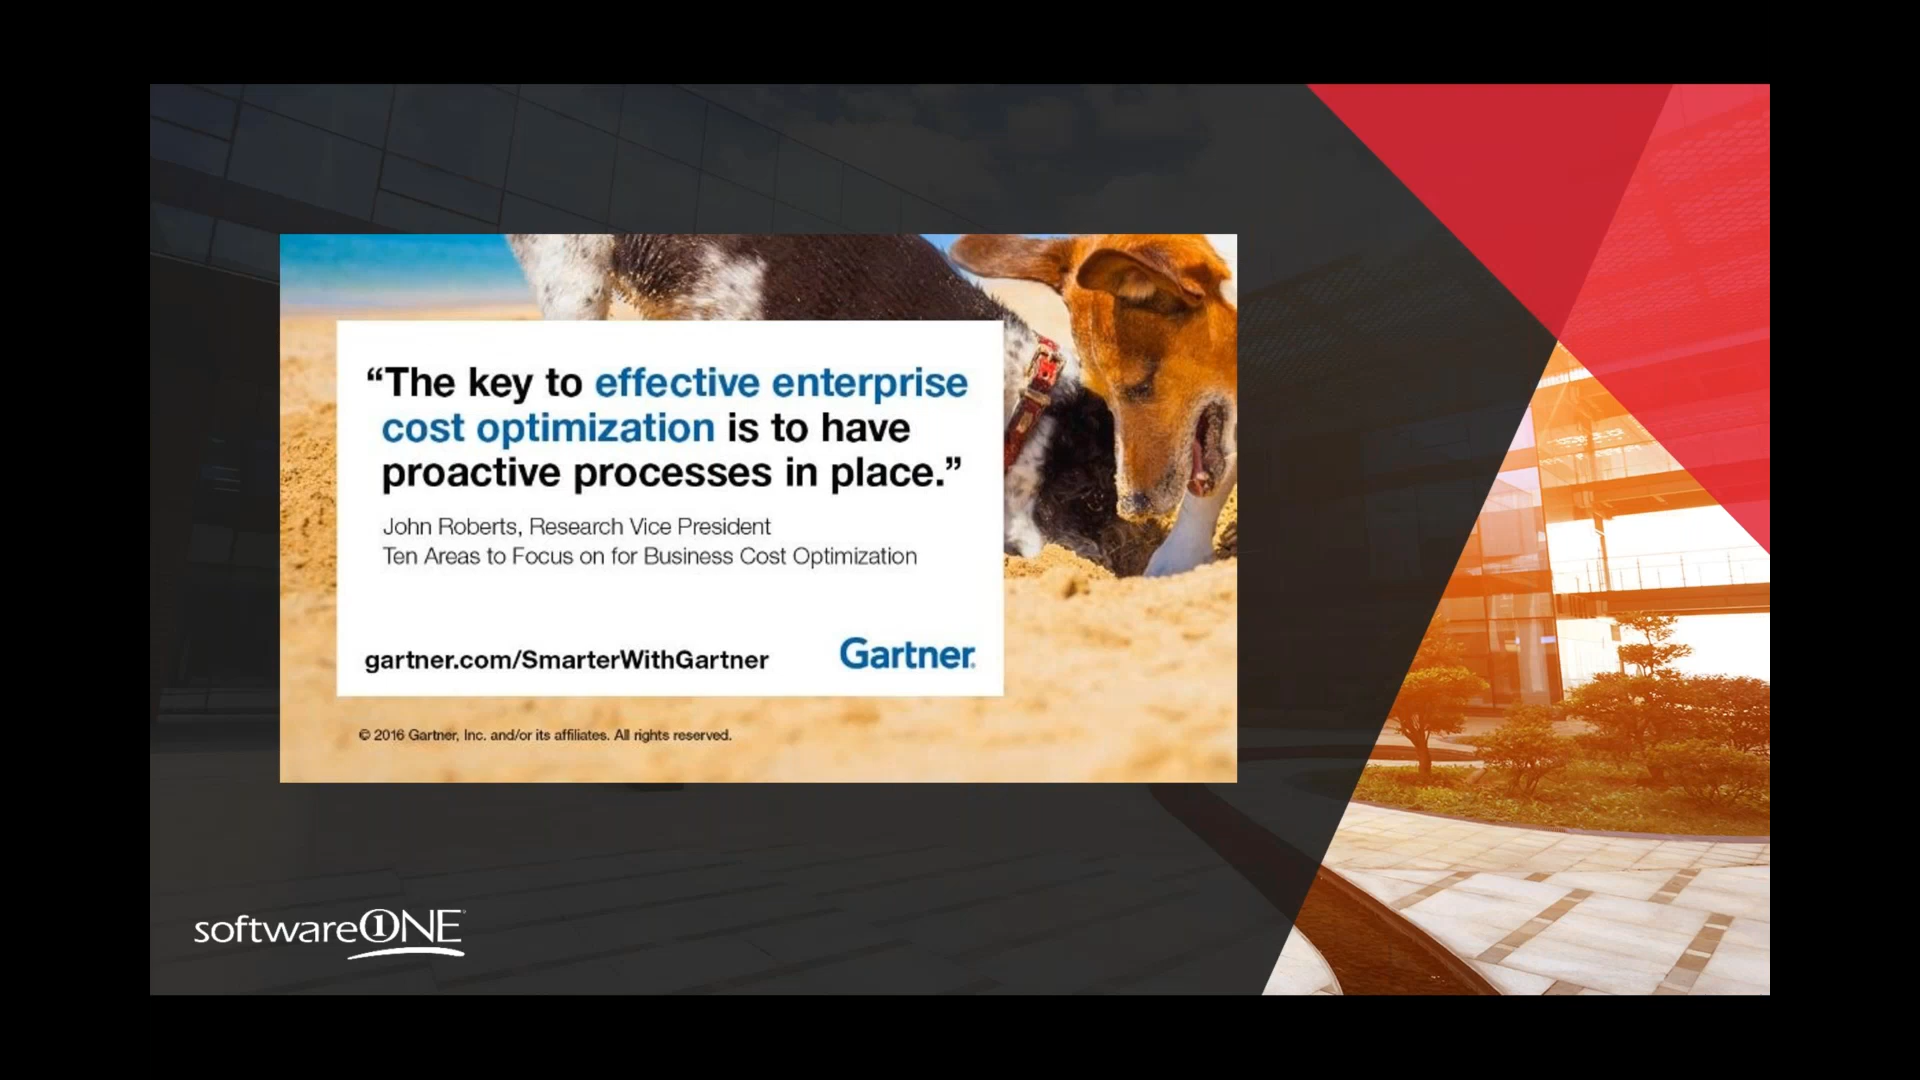 “The key to effective enterprise
cost optimization is to have
proactive processes in place.”
John Roberts, Research Vice President
Ten Areas to Focus on for Business Cost Optimization
gartner.com/SmarterWithGartner
Gartner.
© 2016 Gartner, Inc. and/or its affiliates. All rights reserved.
softwareONE